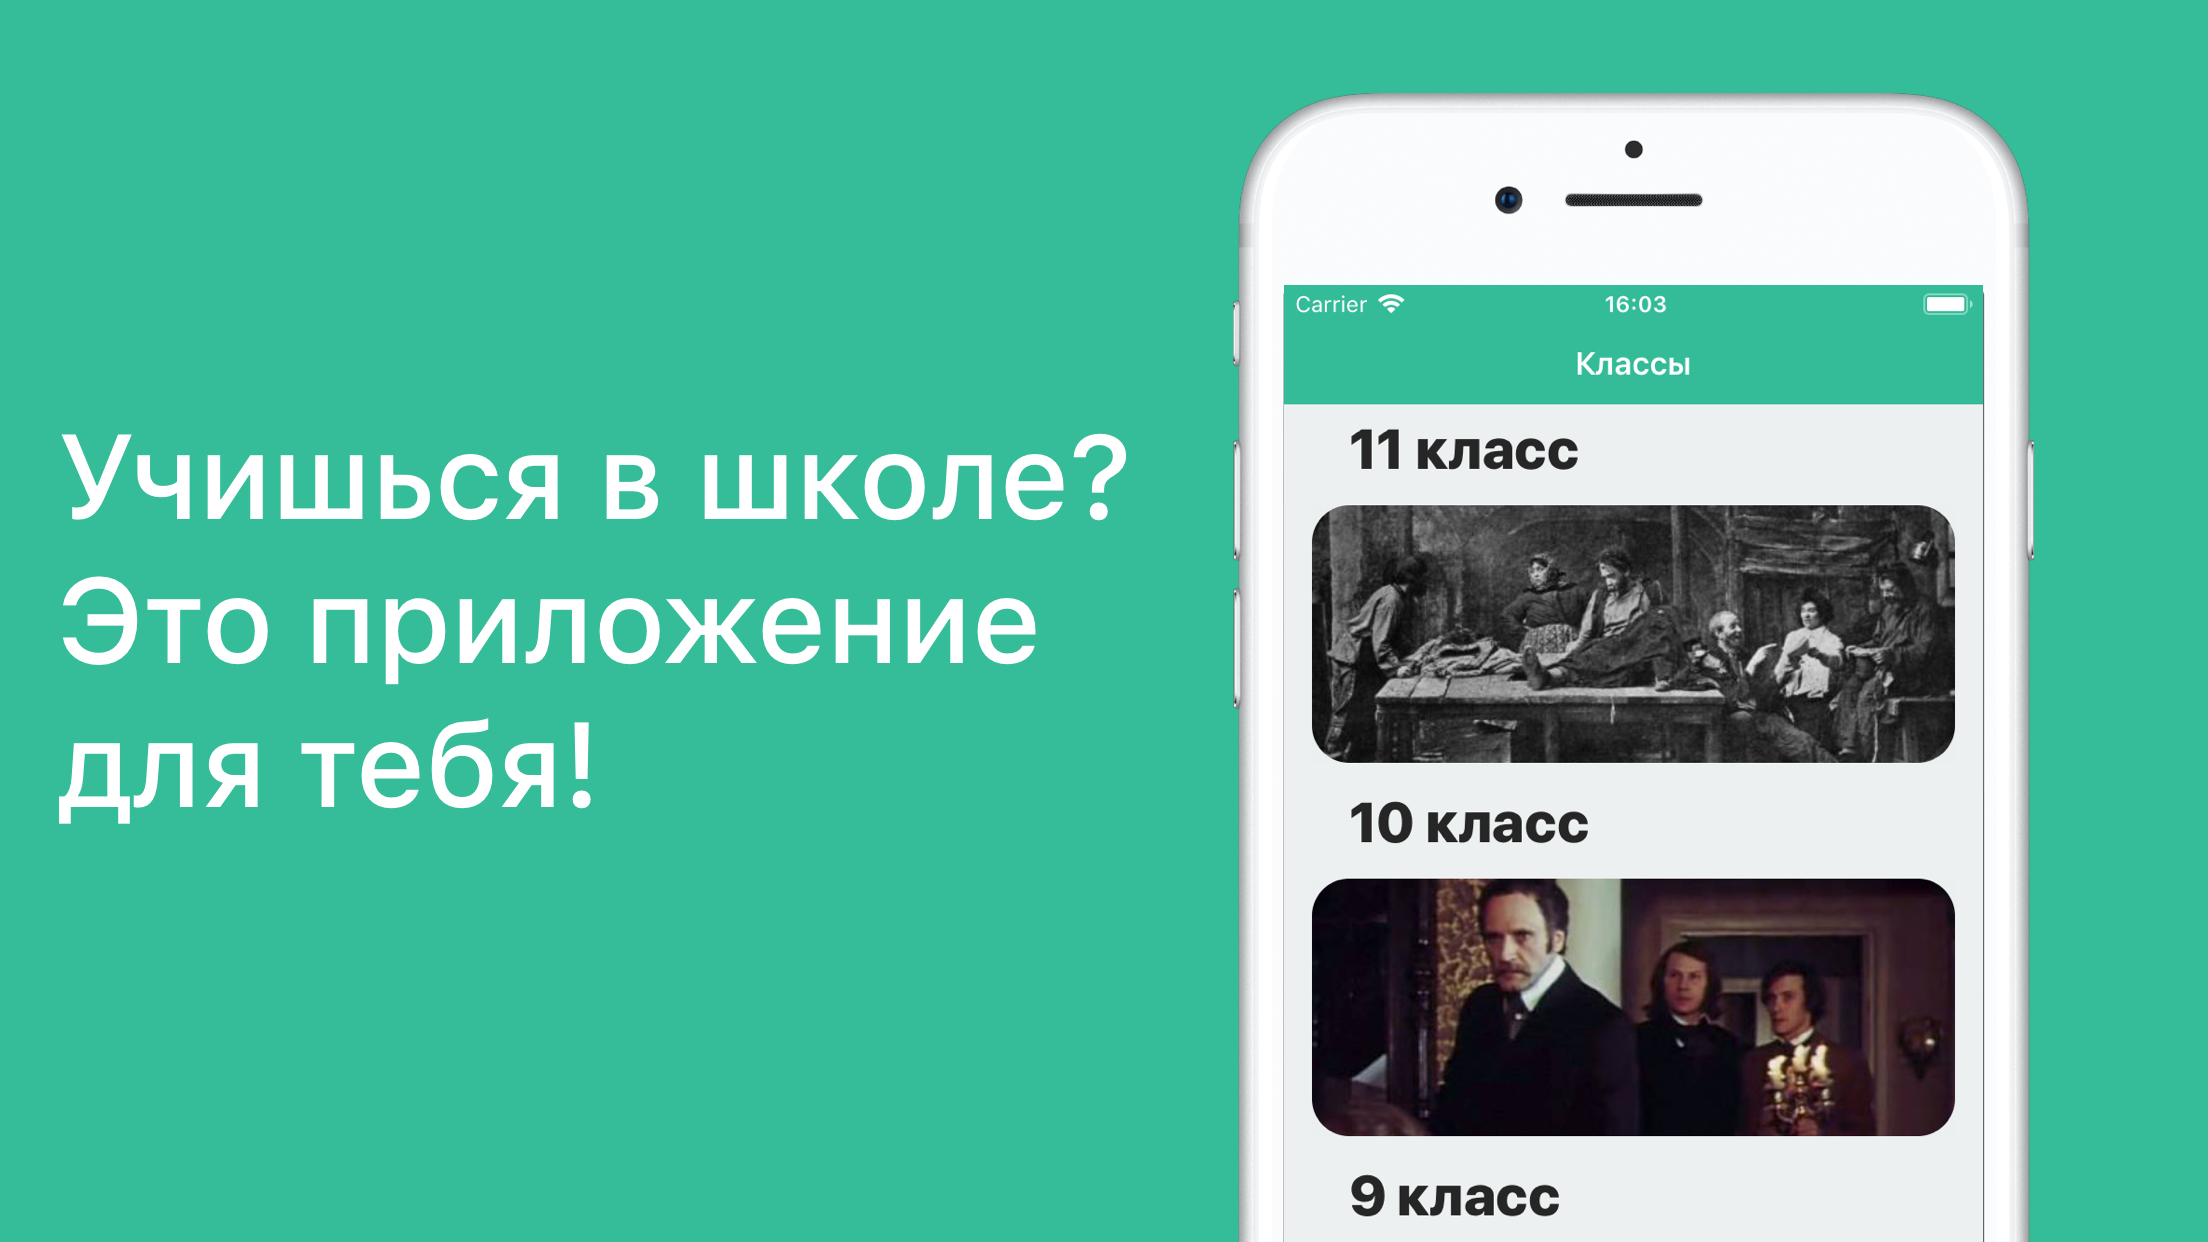 Учишься в школе?
Это приложение
для тебя!
Carrier 16:03
Классы
11 класс
10 класс
9 класс